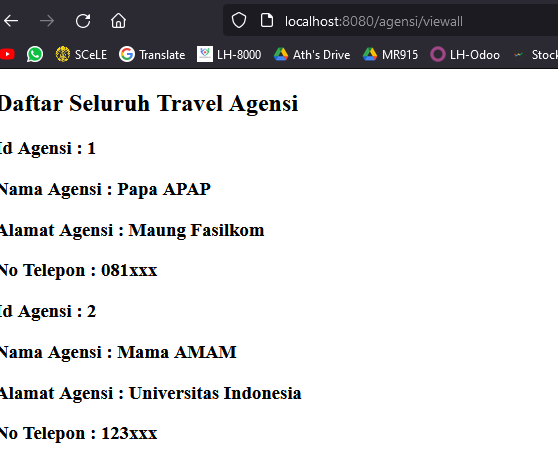 localhost:8080/agensi/viewall
SCeLE Translate LH-8000 Ath's Drive MR915 LH-Odoo Stock
Daftar Seluruh Travel Agensi
Id Agensi : 1
Nama Agensi : Papa APAP
Alamat Agensi : Maung Fasilkom
No Telepon : 081xxx
Id Agensi : 2
Nama Agensi : Mama AMAM
Alamat Agensi : Universitas Indonesia
No Telepon : 123xxx